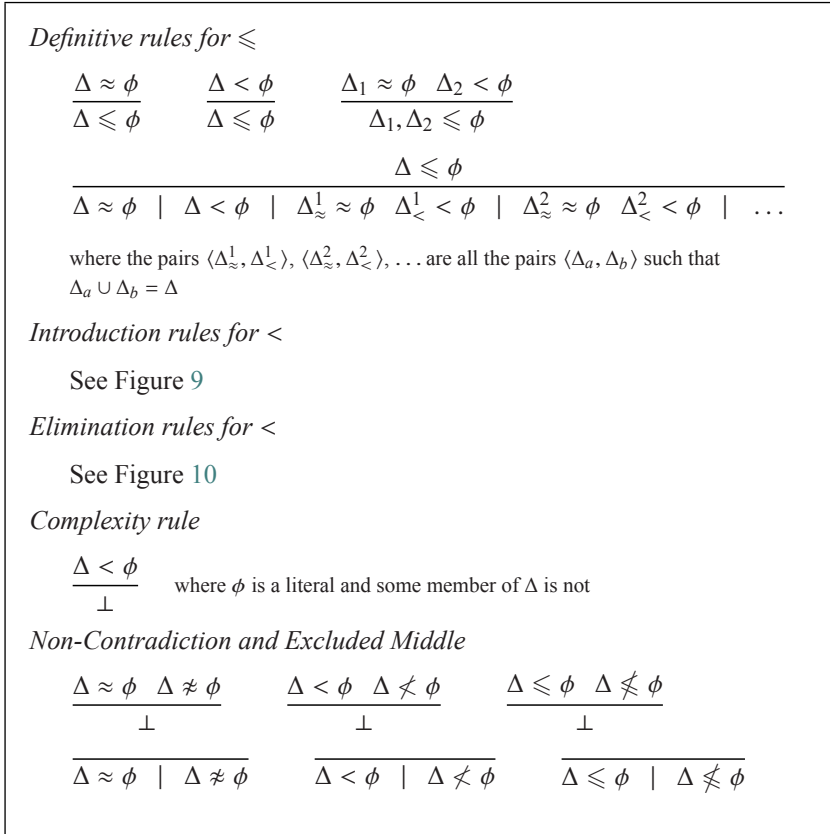 Definitive rules for ⩽
Δ ≈ ϕ    Δ < ϕ    Δ₁ ≈ ϕ  Δ₂ < ϕ
Δ ⩽ ϕ    Δ ⩽ ϕ    Δ₁, Δ₂ ⩽ ϕ
Δ ⩽ ϕ
Δ ≈ ϕ | Δ < ϕ | Δ¹≈ ≈ ϕ  Δ¹< < ϕ | Δ²≈ ≈ ϕ  Δ²< < ϕ | …
where the pairs ⟨Δ¹≈, Δ¹<⟩, ⟨Δ²≈, Δ²<⟩, … are all the pairs ⟨Δₐ, Δ_b⟩ such that
Δₐ ∪ Δ_b = Δ
Introduction rules for <
See Figure 9
Elimination rules for <
See Figure 10
Complexity rule
Δ < ϕ
⊥    where ϕ is a literal and some member of Δ is not
Non-Contradiction and Excluded Middle
Δ ≈ ϕ  Δ ≉ ϕ    Δ < ϕ  Δ ≮ ϕ    Δ ⩽ ϕ  Δ ⩽̸ ϕ
⊥    ⊥    ⊥
Δ ≈ ϕ | Δ ≉ ϕ    Δ < ϕ | Δ ≮ ϕ    Δ ⩽ ϕ | Δ ⩽̸ ϕ